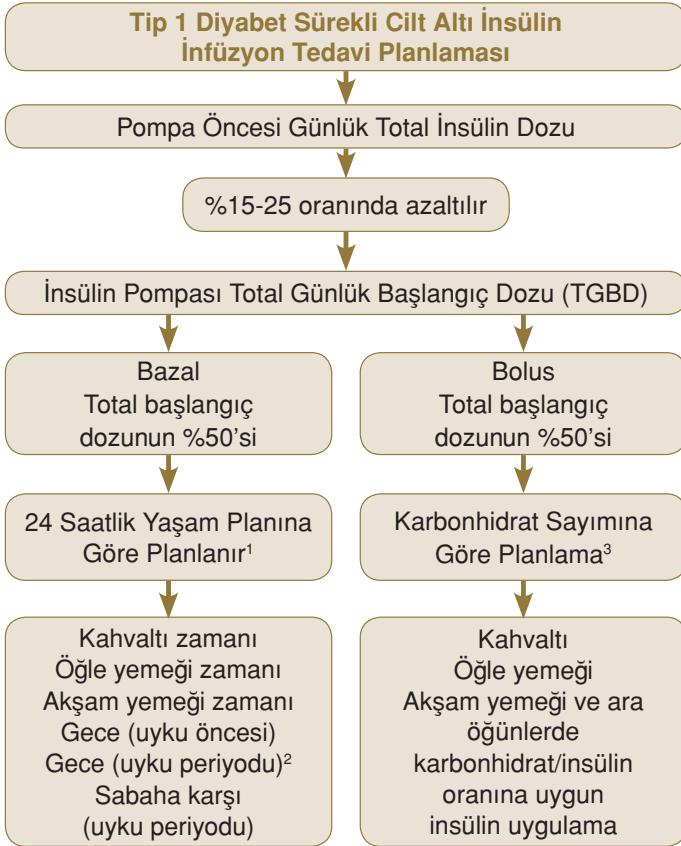 Tip 1 Diyabet Sürekli Cilt Altı İnsülin
İnfüzyon Tedavi Planlaması
Pompa Öncesi Günlük Total İnsülin Dozu
%15-25 oranında azaltılır
İnsülin Pompası Total Günlük Başlangıç Dozu (TGBD)
Bazal
Total başlangıç
dozunun %50'si
Bolus
Total başlangıç
dozunun %50'si
24 Saatlik Yaşam Planına
Göre Planlanır¹
Karbonhidrat Sayımına
Göre Planlama³
Kahvaltı zamanı
Öğle yemeği zamanı
Akşam yemeği zamanı
Gece (uyku öncesi)
Gece (uyku periyodu)²
Sabaha karşı
(uyku periyodu)
Kahvaltı
Öğle yemeği
Akşam yemeği ve ara
öğünlerde
karbonhidrat/insülin
oranına uygun
insülin uygulama